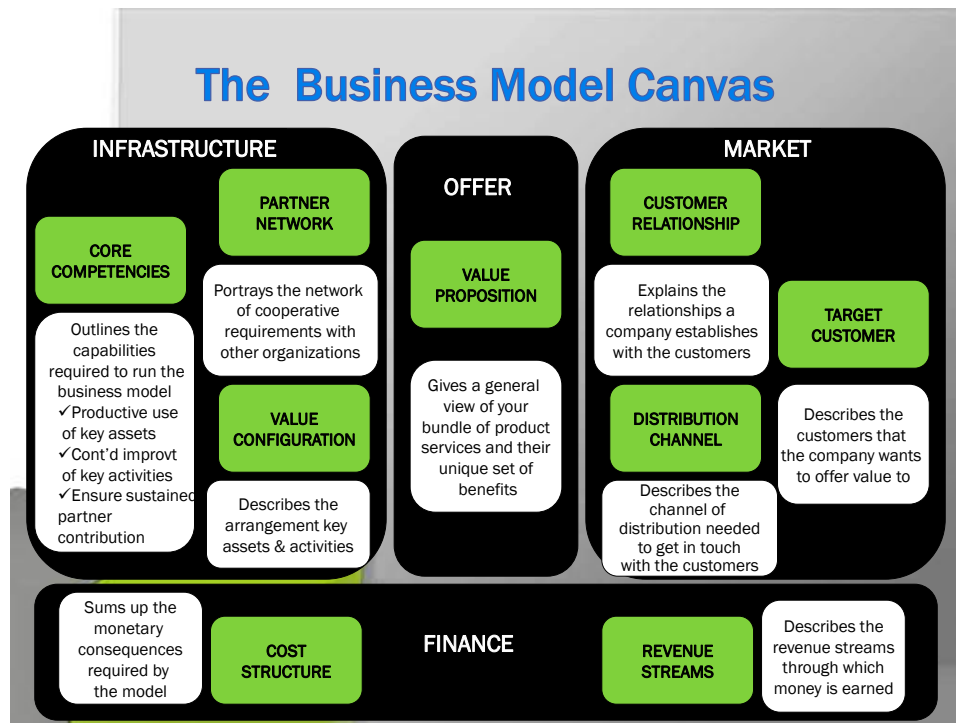 The Business Model Canvas
INFRASTRUCTURE
CORE
COMPETENCIES
Outlines the
capabilities
required to run the
business model
✓Productive use
of key assets
✓Cont'd improvt
of key activities
✓Ensure sustained
partner
contribution
PARTNER
NETWORK
Portrays the network
of cooperative
requirements with
other organizations
VALUE
CONFIGURATION
Describes the
arrangement key
assets & activities
OFFER
VALUE
PROPOSITION
Gives a general
view of your
bundle of product
services and their
unique set of
benefits
MARKET
CUSTOMER
RELATIONSHIP
Explains the
relationships a
company establishes
with the customers
DISTRIBUTION
CHANNEL
Describes the
channel of
distribution needed
to get in touch
with the customers
TARGET
CUSTOMER
Describes the
customers that
the company wants
to offer value to
FINANCE
Sums up the
monetary
consequences
required by
the model
COST
STRUCTURE
REVENUE
STREAMS
Describes the
revenue streams
through which
money is earned